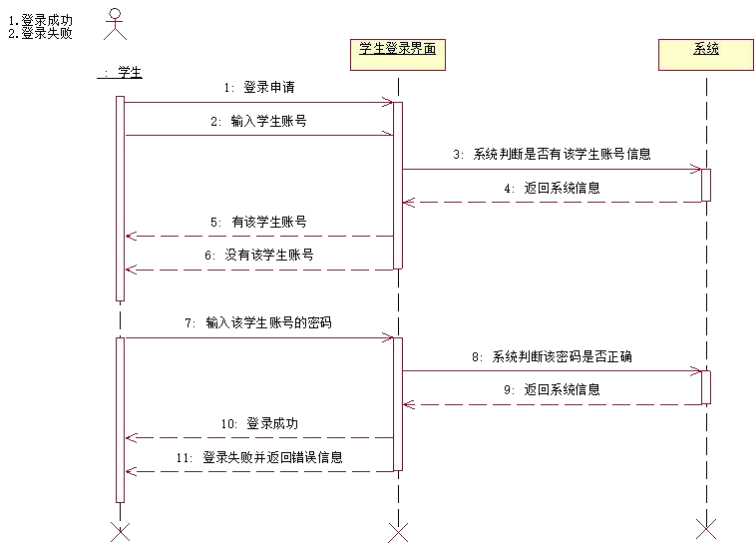 1.登录成功
2.登录失败
学生登录界面
系统
: 学生
1: 登录申请
2: 输入学生账号
3: 系统判断是否有该学生账号信息
4: 返回系统信息
5: 有该学生账号
6: 没有该学生账号
7: 输入该学生账号的密码
8: 系统判断该密码是否正确
9: 返回系统信息
10: 登录成功
11: 登录失败并返回错误信息